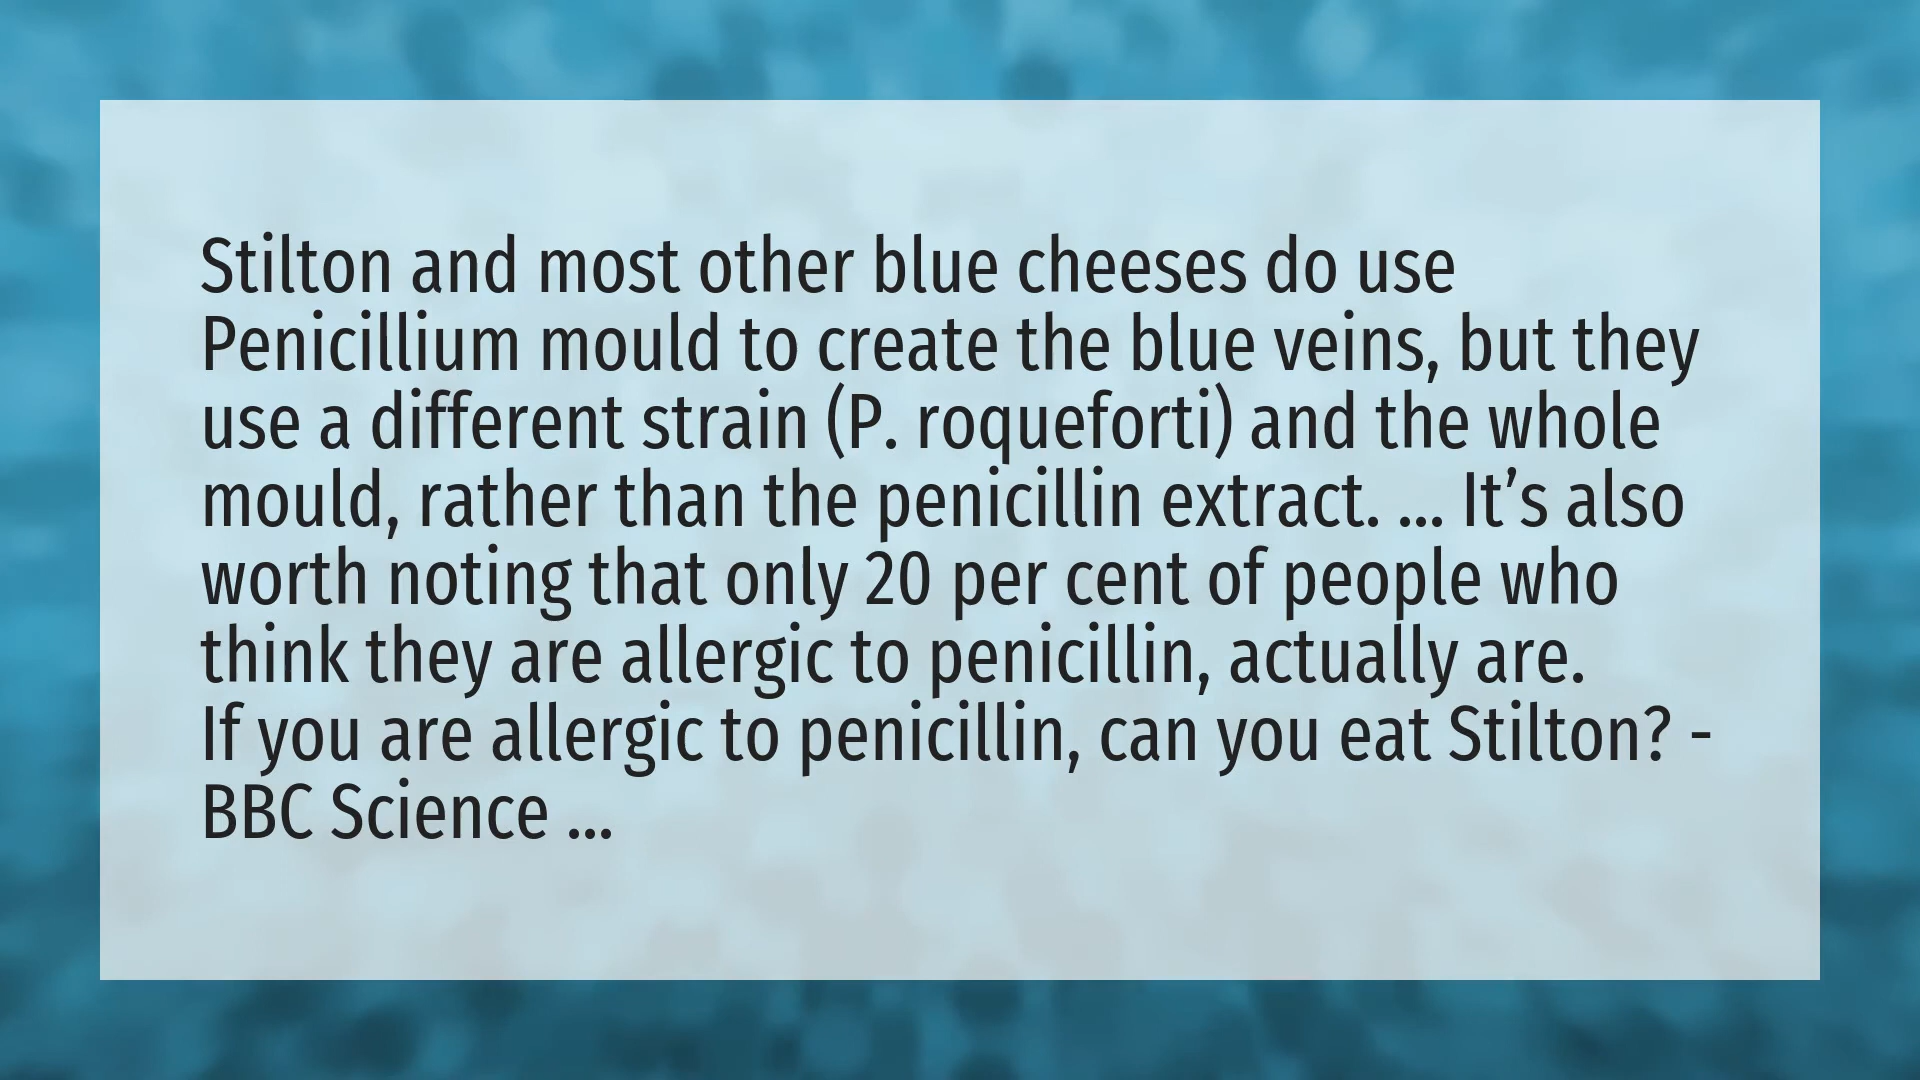 Stilton and most other blue cheeses do use
Penicillium mould to create the blue veins, but they
use a different strain (P. roqueforti) and the whole
mould, rather than the penicillin extract. ... It’s also
worth noting that only 20 per cent of people who
think they are allergic to penicillin, actually are.
If you are allergic to penicillin, can you eat Stilton? -
BBC Science ...